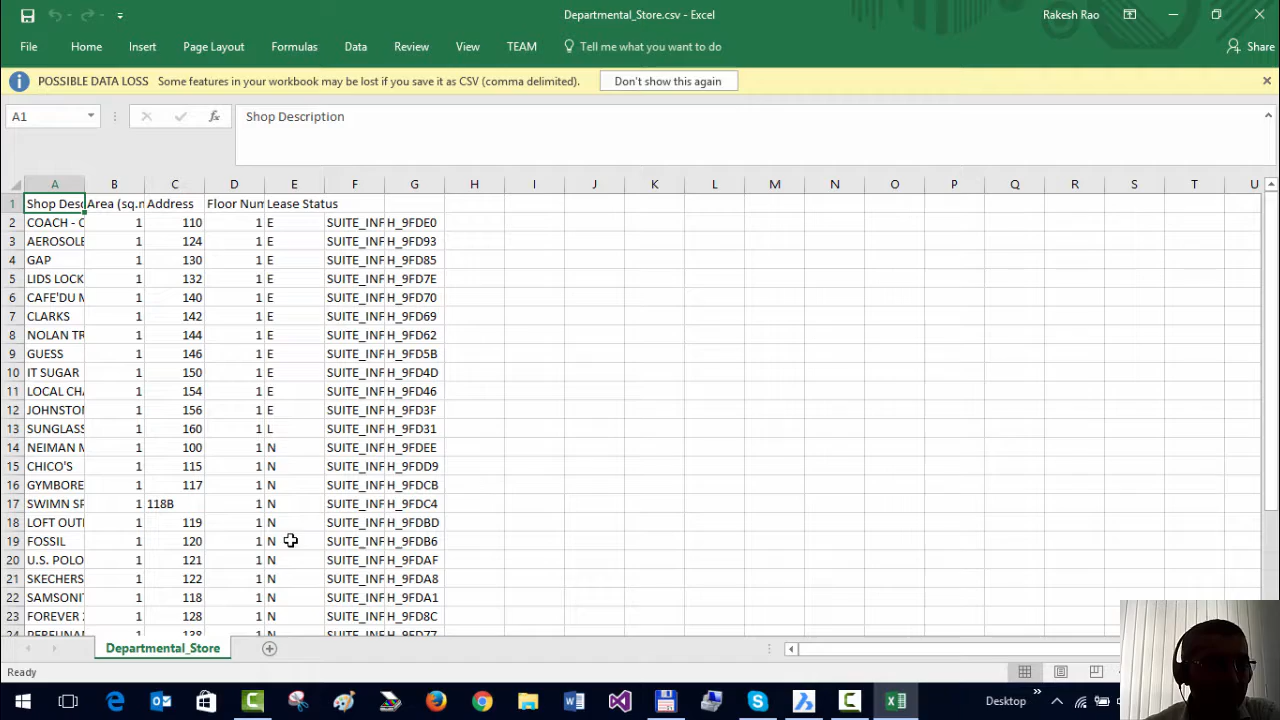 Departmental_Store.csv - Excel
Rakesh Rao
File Home Insert Page Layout Formulas Data Review View TEAM Tell me what you want to do Share
POSSIBLE DATA LOSS Some features in your workbook may be lost if you save it as CSV (comma delimited). Don't show this again
A1 fx Shop Description
A B C D E F G H I J K L M N O P Q R S T U
1 Shop Desc Area (sq.m Address Floor Num Lease Status
2 COACH - C 1 110 1 E SUITE_INF H_9FDE0
3 AEROSOLE 1 124 1 E SUITE_INF H_9FD93
4 GAP 1 130 1 E SUITE_INF H_9FD85
5 LIDS LOCK 1 132 1 E SUITE_INF H_9FD7E
6 CAFE'DU M 1 140 1 E SUITE_INF H_9FD70
7 CLARKS 1 142 1 E SUITE_INF H_9FD69
8 NOLAN TR 1 144 1 E SUITE_INF H_9FD62
9 GUESS 1 146 1 E SUITE_INF H_9FD5B
10 IT SUGAR 1 150 1 E SUITE_INF H_9FD4D
11 LOCAL CHA 1 154 1 E SUITE_INF H_9FD46
12 JOHNSTON 1 156 1 E SUITE_INF H_9FD3F
13 SUNGLASS 1 160 1 L SUITE_INF H_9FD31
14 NEIMAN M 1 100 1 N SUITE_INF H_9FDEE
15 CHICO'S 1 115 1 N SUITE_INF H_9FDD9
16 GYMBORE 1 117 1 N SUITE_INF H_9FDCB
17 SWIMN SP 1 118B 1 N SUITE_INF H_9FDC4
18 LOFT OUTI 1 119 1 N SUITE_INF H_9FDBD
19 FOSSIL 1 120 1 N SUITE_INF H_9FDB6
20 U.S. POLO 1 121 1 N SUITE_INF H_9FDAF
21 SKECHERS 1 122 1 N SUITE_INF H_9FDA8
22 SAMSONI 1 118 1 N SUITE_INF H_9FDA1
23 FOREVER 1 128 1 N SUITE_INF H_9FD8C
24 PERFUNAN 1 138 1 N SUITE_INF H_9FD77
Departmental_Store
Ready
Desktop